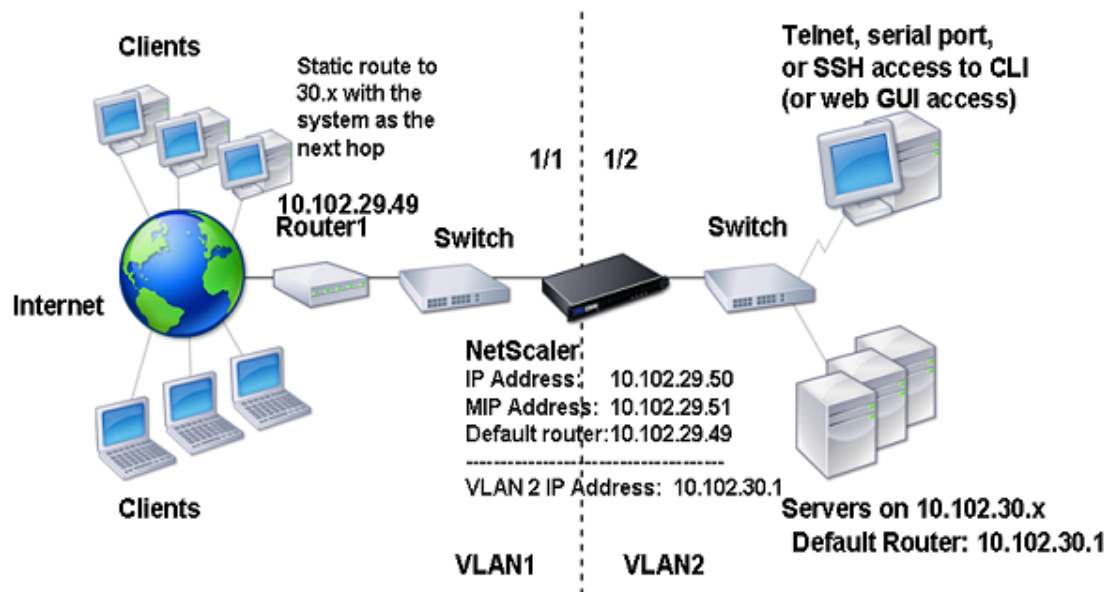 Clients
Static route to
30.x with the
system as the
next hop
10.102.29.49
Router1
Switch
Internet
Clients
1/1
1/2
Telnet, serial port,
or SSH access to CLI
(or web GUI access)
Switch
NetScaler
IP Address: 10.102.29.50
MIP Address: 10.102.29.51
Default router:10.102.29.49
VLAN 2 IP Address: 10.102.30.1
Servers on 10.102.30.x
Default Router: 10.102.30.1
VLAN1
VLAN2